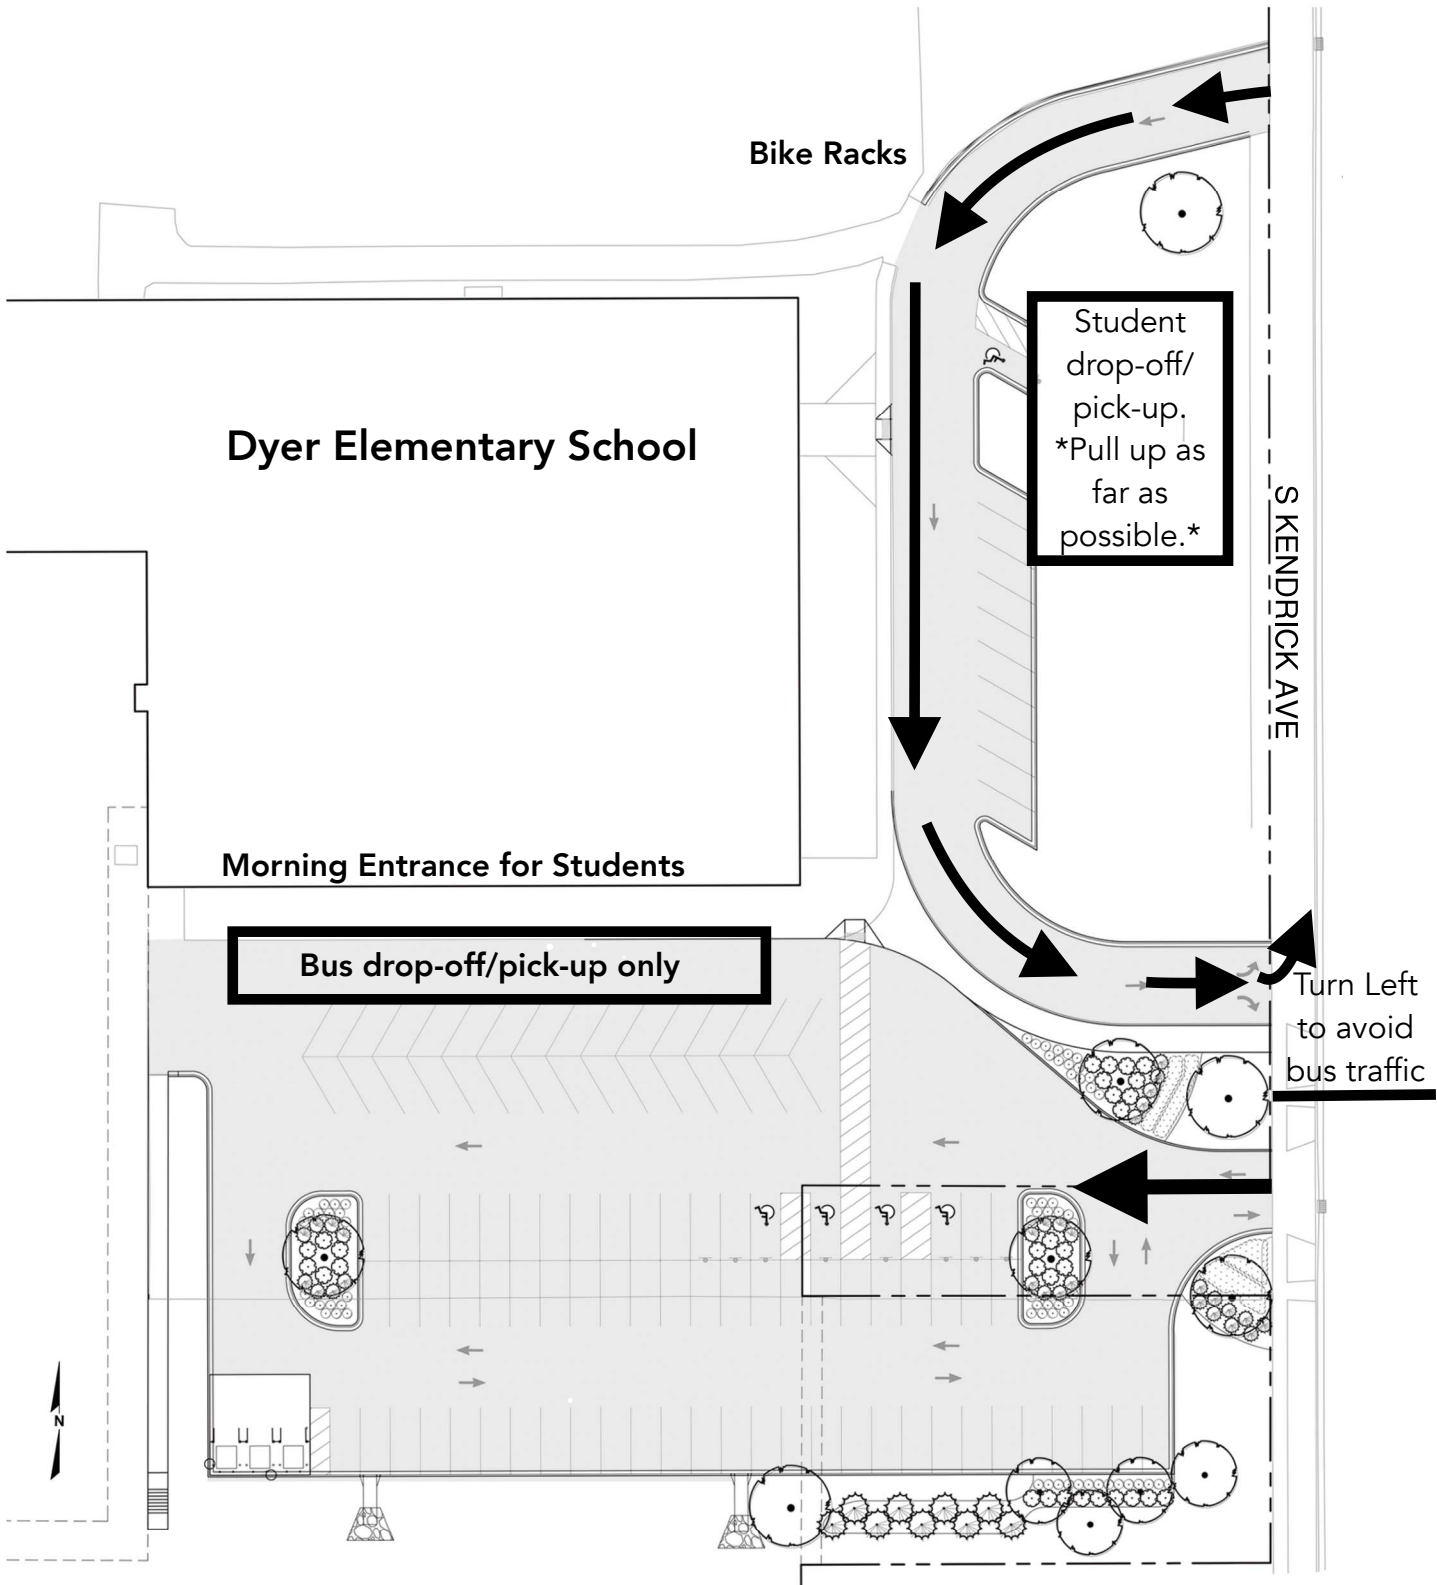 Bike Racks
Student
drop-off/
pick-up.
*Pull up as
far as
possible.*
Dyer Elementary School
S KENDRICK AVE
Morning Entrance for Students
Bus drop-off/pick-up only
Turn Left
to avoid
bus traffic
N